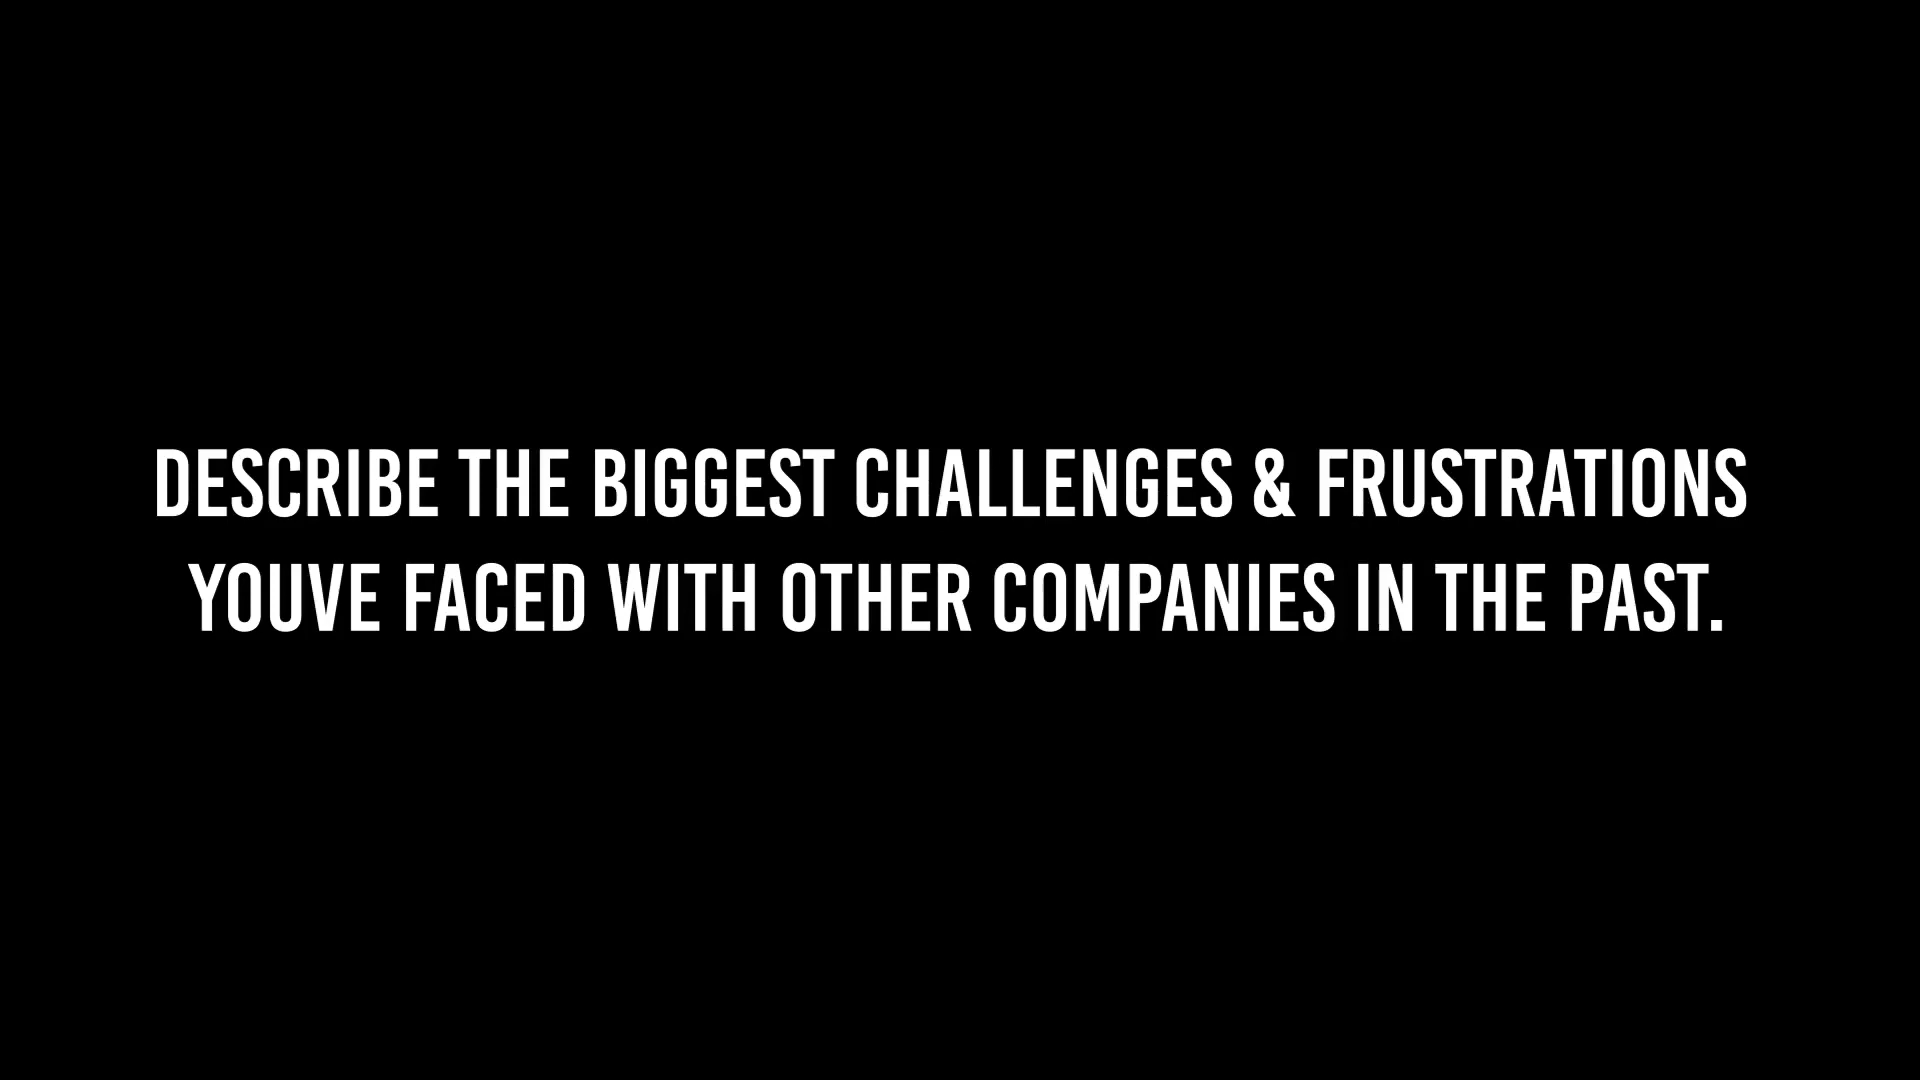 DESCRIBE THE BIGGEST CHALLENGES & FRUSTRATIONS
YOUVE FACED WITH OTHER COMPANIES IN THE PAST.